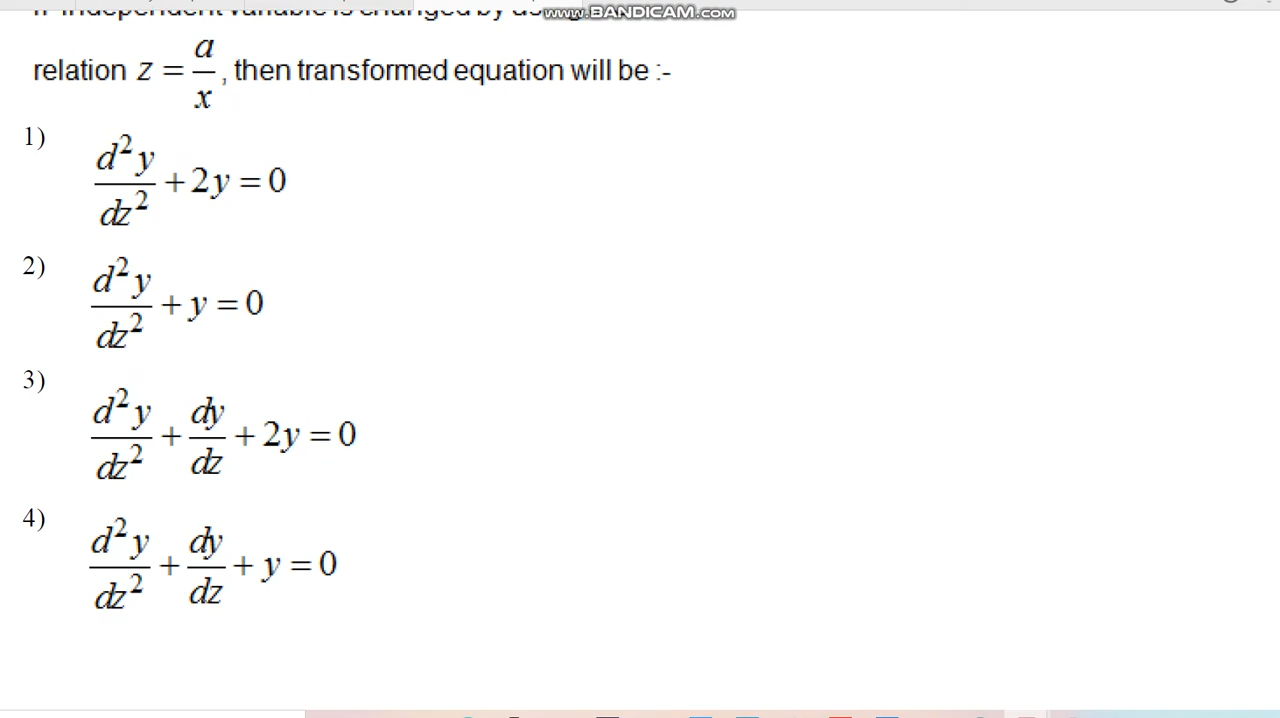 www.BANDICAM.com
relation z = a/x, then transformed equation will be :-
1) d²y/dz² + 2y = 0
2) d²y/dz² + y = 0
3) d²y/dz² + dy/dz + 2y = 0
4) d²y/dz² + dy/dz + y = 0